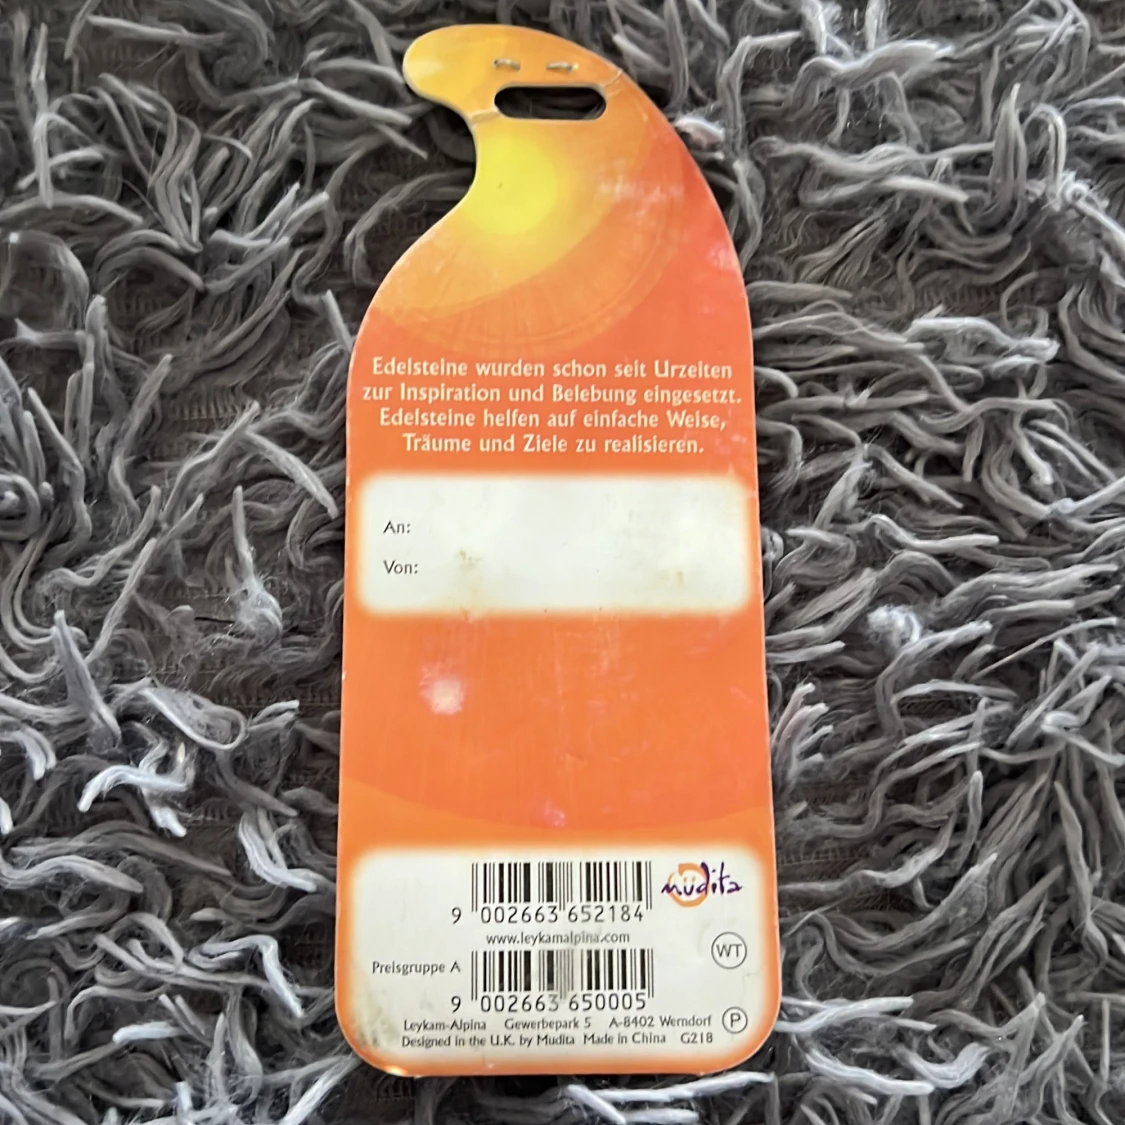 Edelsteine wurden schon seit Urzeiten
zur Inspiration und Belebung eingesetzt.
Edelsteine helfen auf einfache Weise,
Träume und Ziele zu realisieren.
An:
Von:
9 002663 652184
müdita
www.leykamalpina.com
WT
Preisgruppe A
9 002663 650005
Leykam-Alpina Gewerbepark 5 A-8402 Werndorf
P
Designed in the U.K. by Mudita Made in China G218